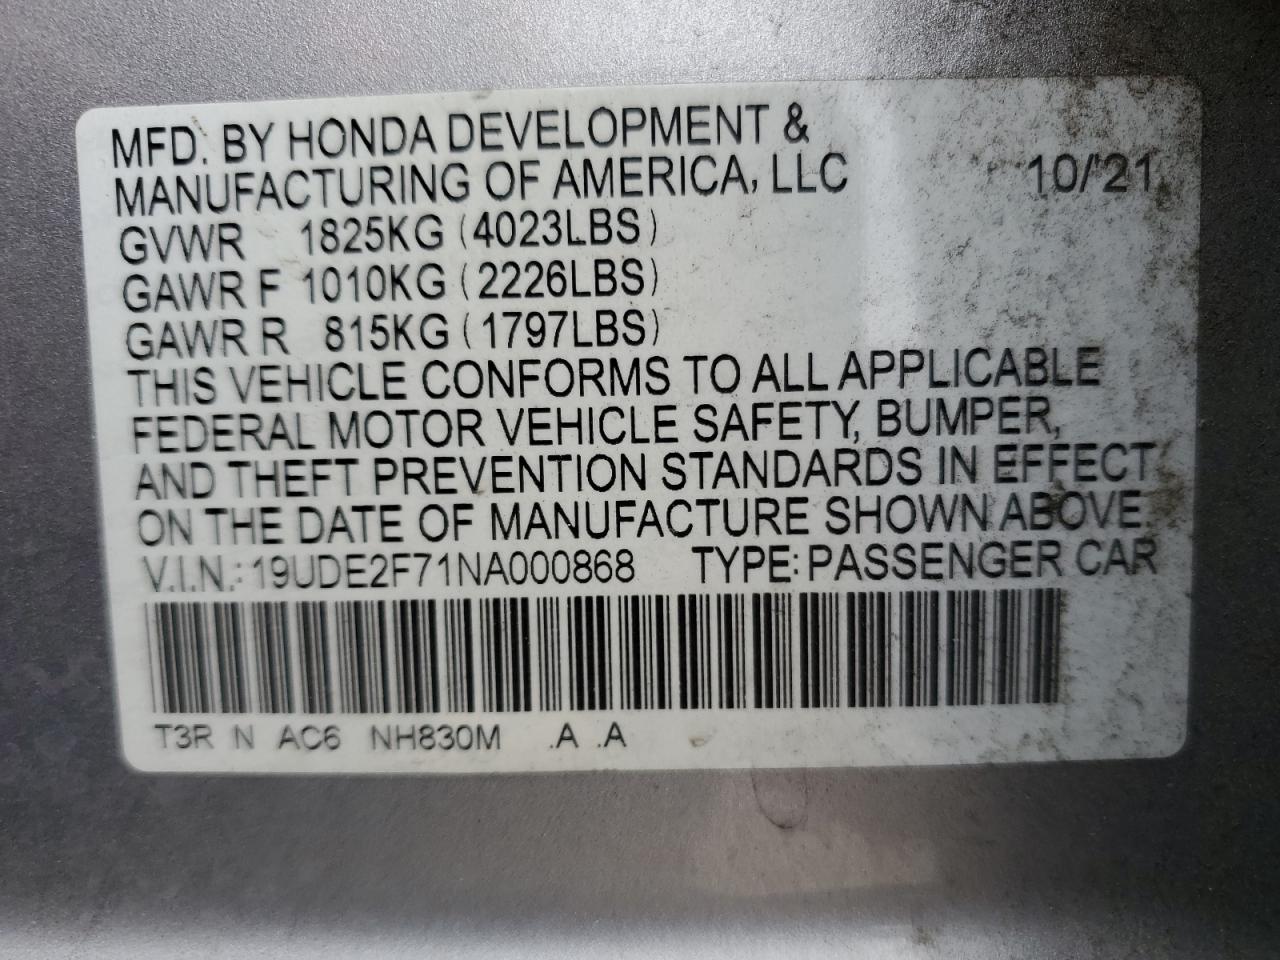 MFD. BY HONDA DEVELOPMENT &
MANUFACTURING OF AMERICA, LLC 10/'21
GVWR 1825KG (4023LBS)
GAWR F 1010KG (2226LBS)
GAWR R 815KG (1797LBS)
THIS VEHICLE CONFORMS TO ALL APPLICABLE
FEDERAL MOTOR VEHICLE SAFETY, BUMPER,
AND THEFT PREVENTION STANDARDS IN EFFECT
ON THE DATE OF MANUFACTURE SHOWN ABOVE.
V.I.N.: 19UDE2F71NA000868 TYPE: PASSENGER CAR
T3R N AC6 NH830M .A .A